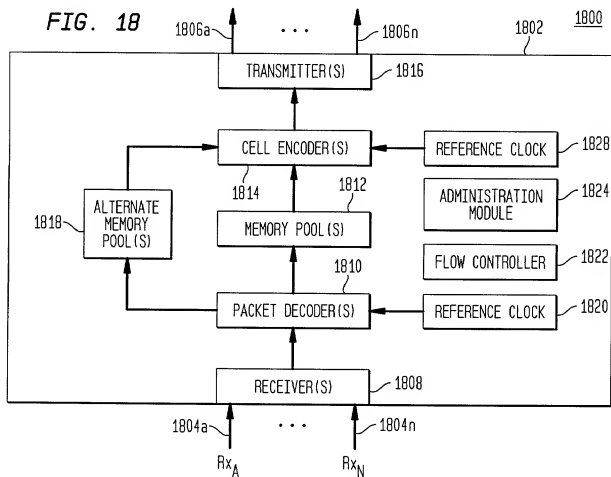 FIG. 18
1806a
...
1806n
1802
1800
TRANSMITTER(S)
1816
CELL ENCODER(S)
1814
REFERENCE CLOCK
1828
1818
ALTERNATE
MEMORY
POOL(S)
1812
MEMORY POOL(S)
ADMINISTRATION
MODULE
1824
FLOW CONTROLLER
1822
1810
PACKET DECODER(S)
REFERENCE CLOCK
1820
RECEIVER(S)
1808
1804a
...
1804n
RxA
RxN